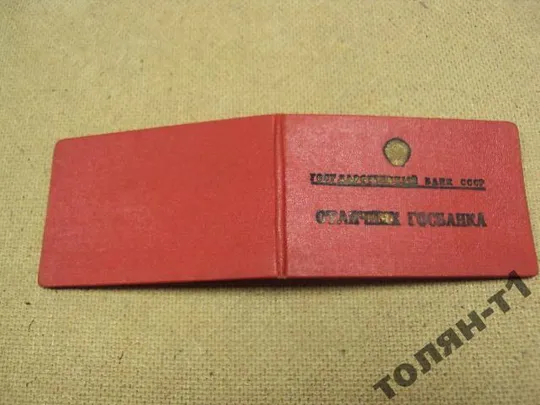 ГОСУДАРСТВЕННЫЙ БАНК СССР
ОТЛИЧНИК ГОСБАНКА
ТОЛЯН-Т1